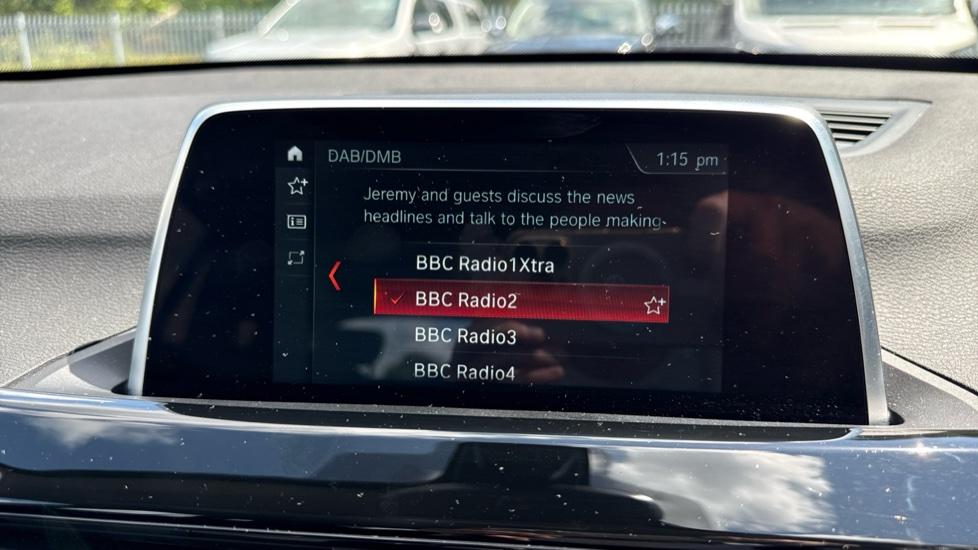 DAB/DMB
1:15 pm
Jeremy and guests discuss the news
headlines and talk to the people making
BBC Radio1Xtra
BBC Radio2
BBC Radio3
BBC Radio4